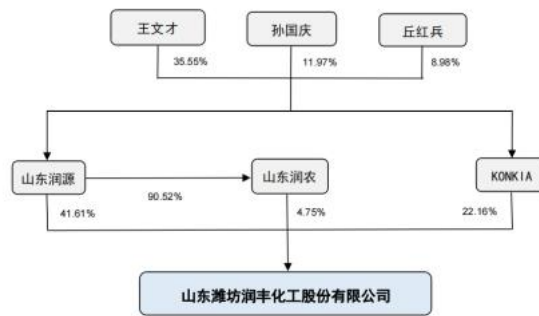 王文才
孙国庆
丘红兵
35.55%
11.97%
8.98%
山东润源
山东润农
KONKIA
90.52%
41.61%
4.75%
22.16%
山东潍坊润丰化工股份有限公司